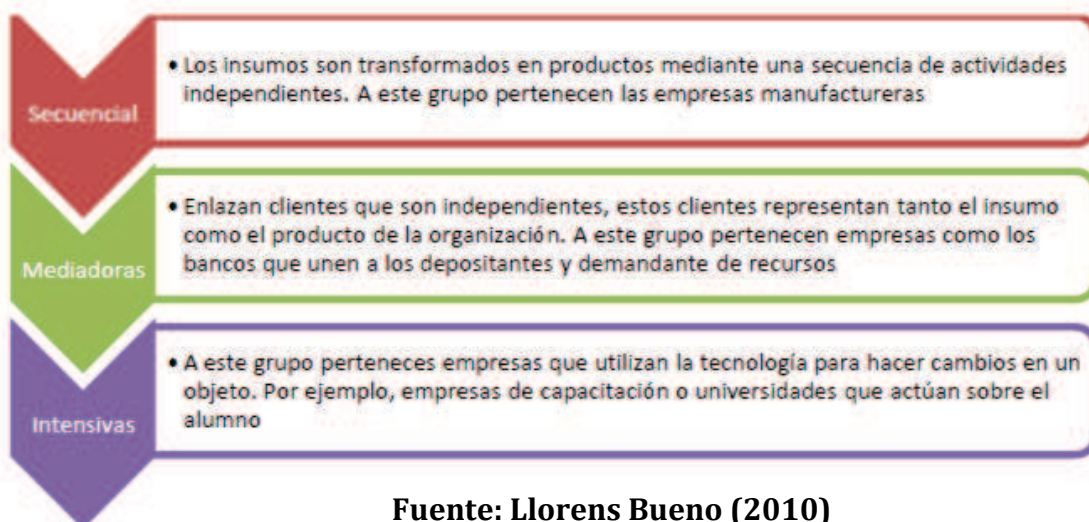 Secuencial
• Los insumos son transformados en productos mediante una secuencia de actividades
independientes. A este grupo pertenecen las empresas manufactureras
Mediadoras
• Enlazan clientes que son independientes, estos clientes representan tanto el insumo
como el producto de la organización. A este grupo pertenecen empresas como los
bancos que unen a los depositantes y demandante de recursos
Intensivas
• A este grupo perteneces empresas que utilizan la tecnología para hacer cambios en un
objeto. Por ejemplo, empresas de capacitación o universidades que actúan sobre el
alumno
Fuente: Llorens Bueno (2010)